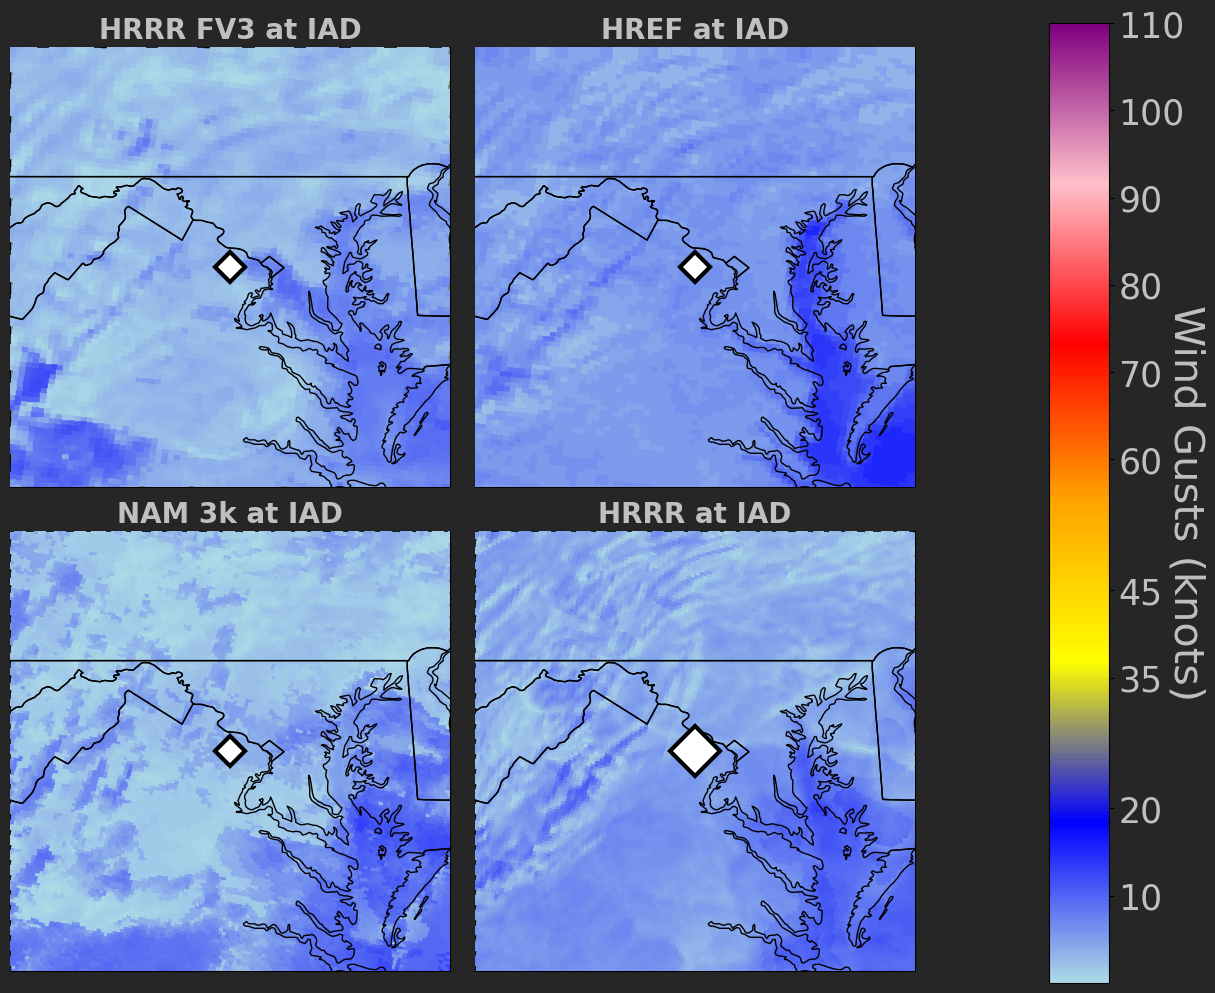 HRRR FV3 at IAD
HREF at IAD
NAM 3k at IAD
HRRR at IAD
110
100
90
80
70
60
45
35
20
10
Wind Gusts (knots)